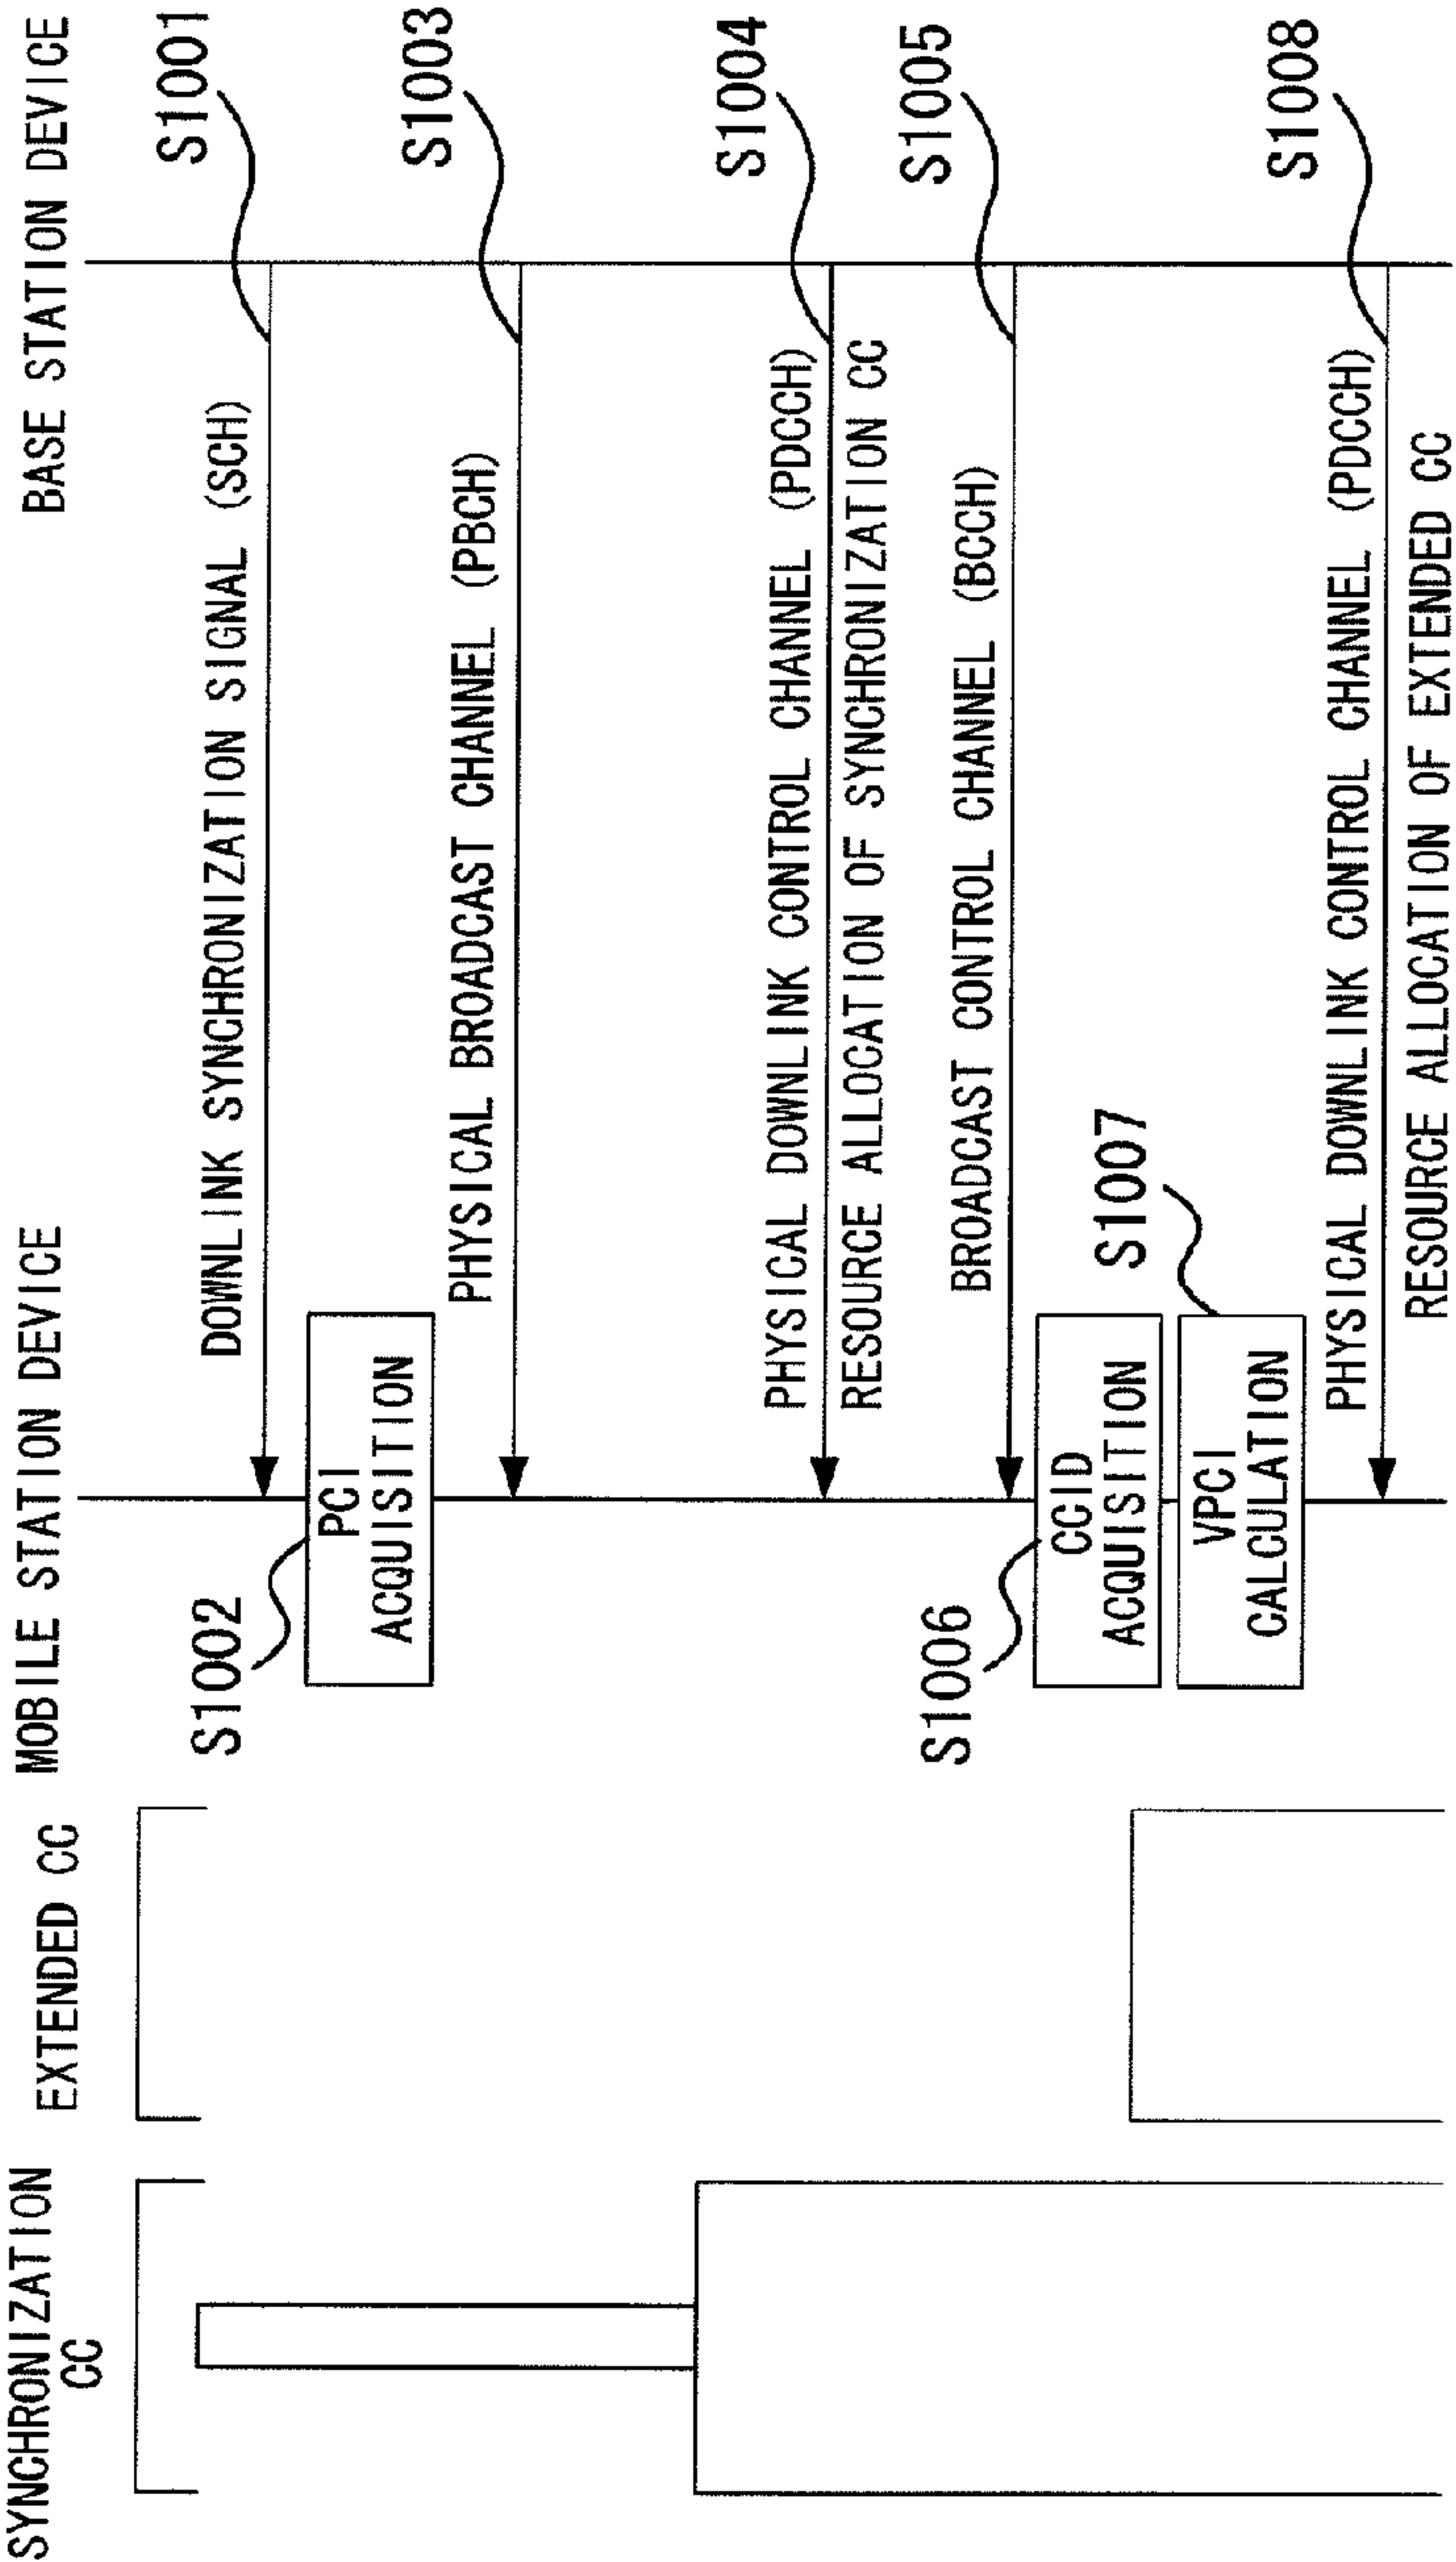 SYNCHRONIZATION
CC
EXTENDED CC
MOBILE STATION DEVICE
BASE STATION DEVICE
S1001
DOWNLINK SYNCHRONIZATION SIGNAL (SCH)
S1002
PCI
ACQUISITION
S1003
PHYSICAL BROADCAST CHANNEL (PBCH)
S1004
PHYSICAL DOWNLINK CONTROL CHANNEL (PDCCH)
RESOURCE ALLOCATION OF SYNCHRONIZATION CC
S1005
BROADCAST CONTROL CHANNEL (BCCH)
S1006
CCID
ACQUISITION
S1007
VPCI
CALCULATION
S1008
PHYSICAL DOWNLINK CONTROL CHANNEL (PDCCH)
RESOURCE ALLOCATION OF EXTENDED CC